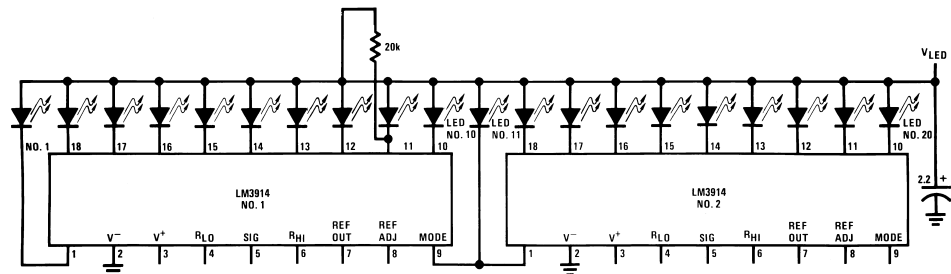 20k
V LED
NO. 1 18 17 16 15 14 13 12 11 LED NO. 10 10 LED NO. 11 18 17 16 15 14 13 12 11 LED NO. 20 10
LM3914
NO. 1
LM3914
NO. 2
2.2 +
V− V+ RLO SIG RHI REF OUT REF ADJ MODE
1 2 3 4 5 6 7 8 9
V− V+ RLO SIG RHI REF OUT REF ADJ MODE
1 2 3 4 5 6 7 8 9